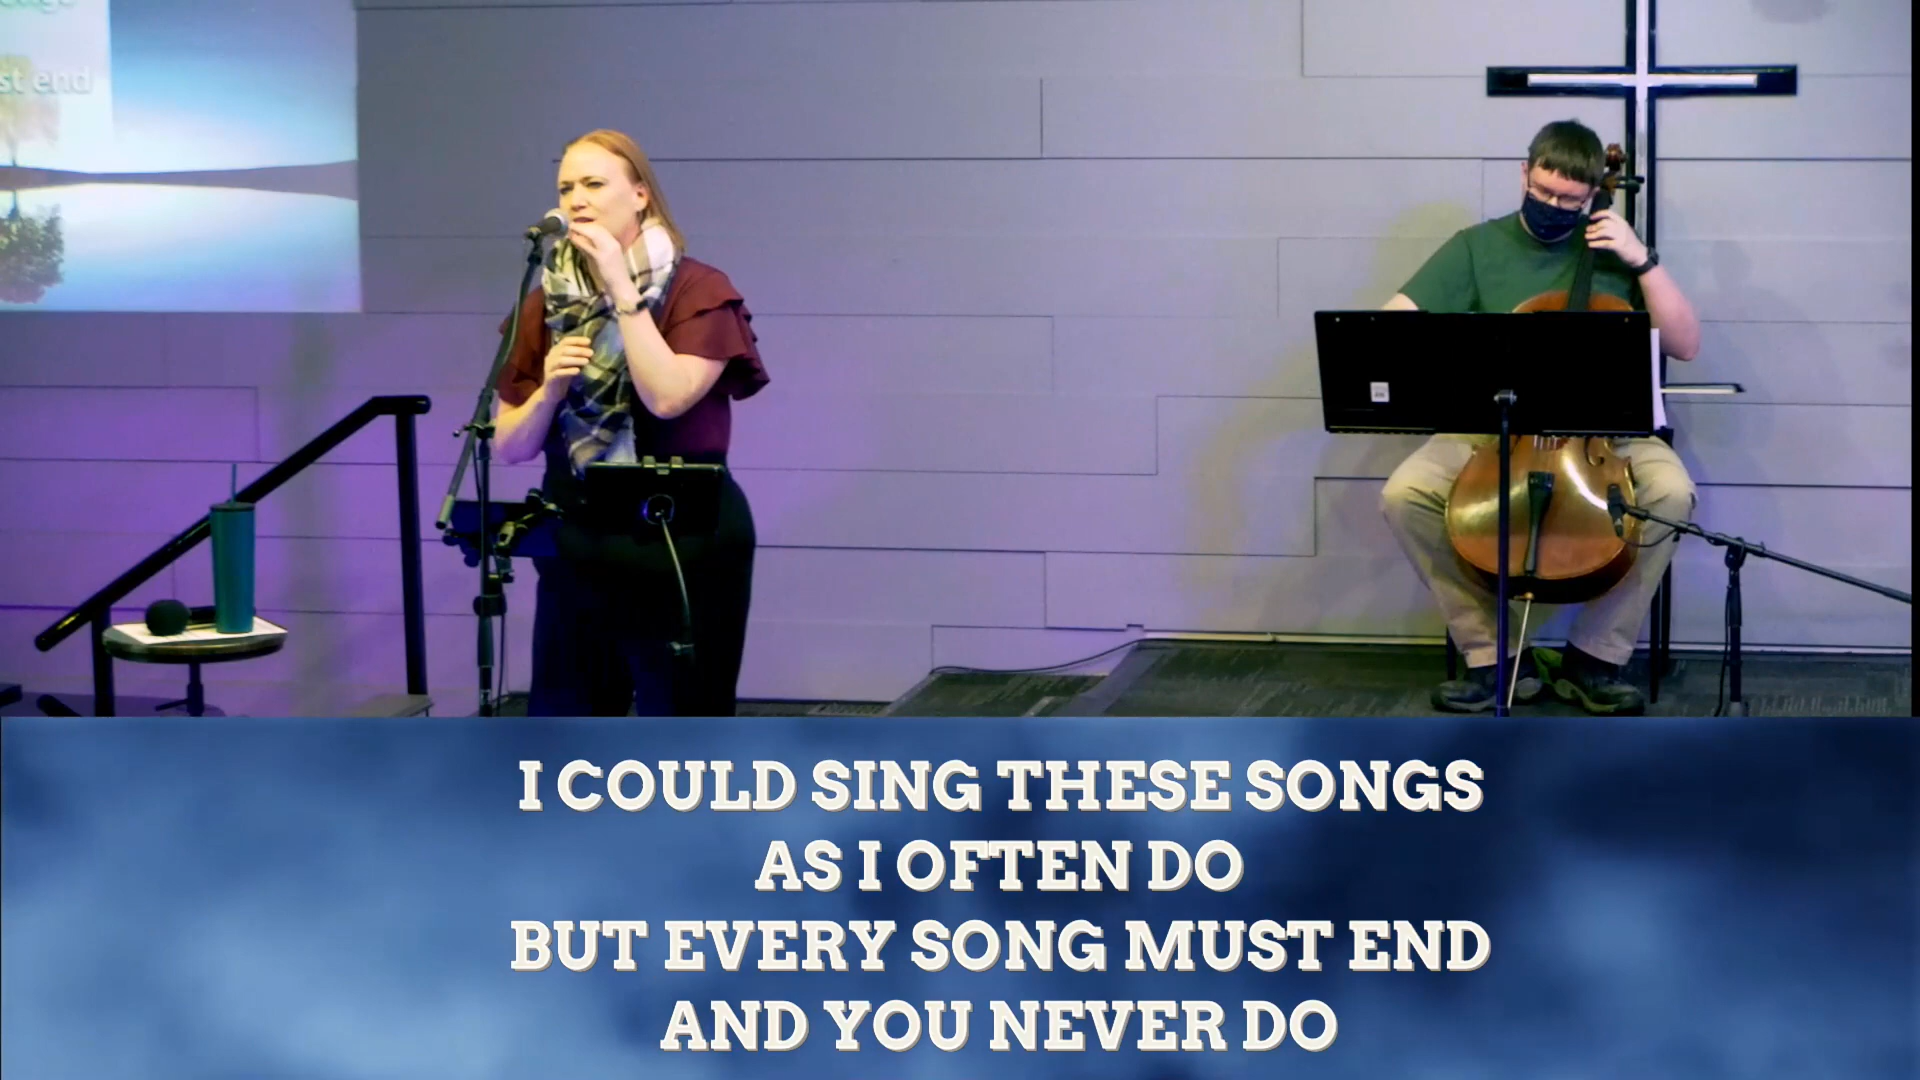 st end
I COULD SING THESE SONGS
AS I OFTEN DO
BUT EVERY SONG MUST END
AND YOU NEVER DO